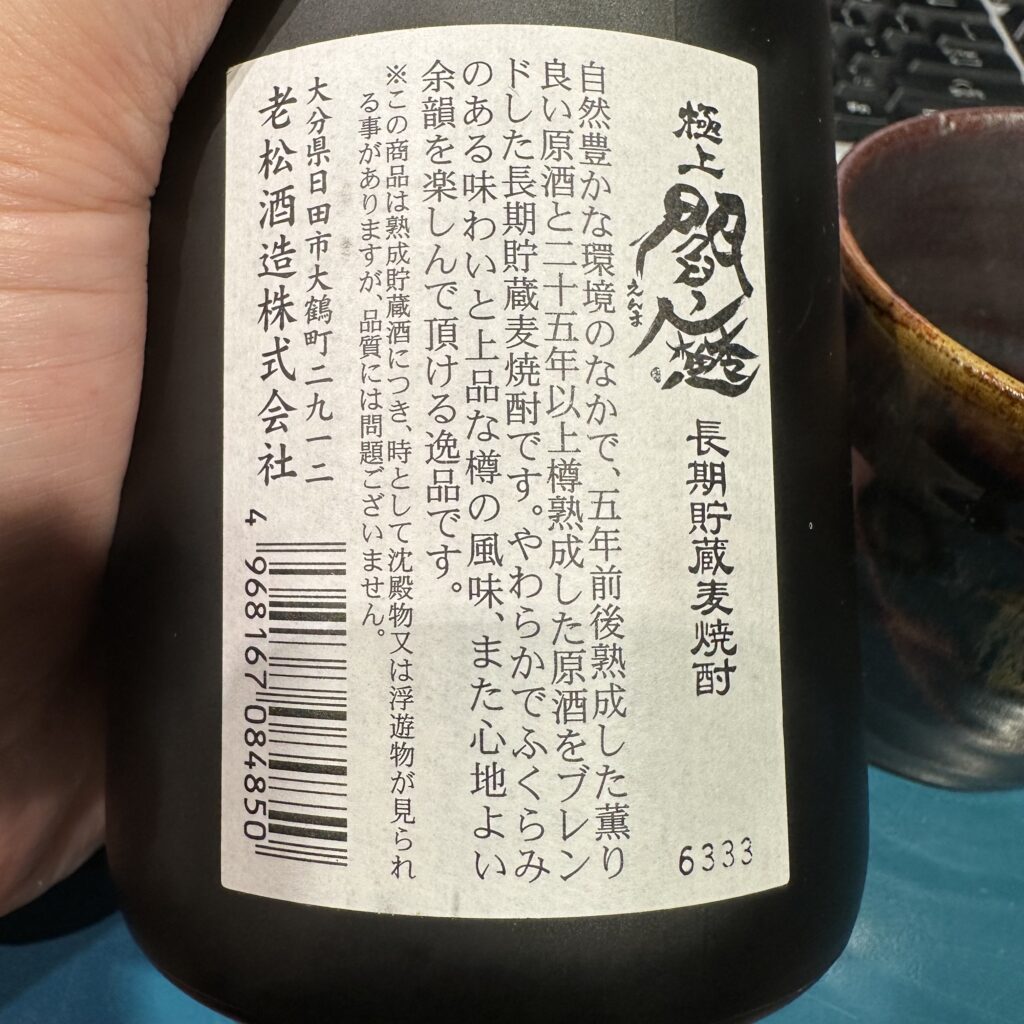 極上
閻魔
えんま
長期貯蔵麦焼酎
6333
自然豊かな環境のなかで、五年前後熟成した薫り
良い原酒と二十五年以上樽熟成した原酒をブレン
ドした長期貯蔵麦焼酎です。やわらかでふくらみ
のある味わいと上品な樽の風味、また心地よい
余韻を楽しんで頂ける逸品です。
※この商品は熟成貯蔵酒につき、時として沈殿物又は浮遊物が見られ
る事がありますが、品質には問題ございません。
大分県日田市大鶴町二九一二
老松酒造株式会社
4 968167 084850